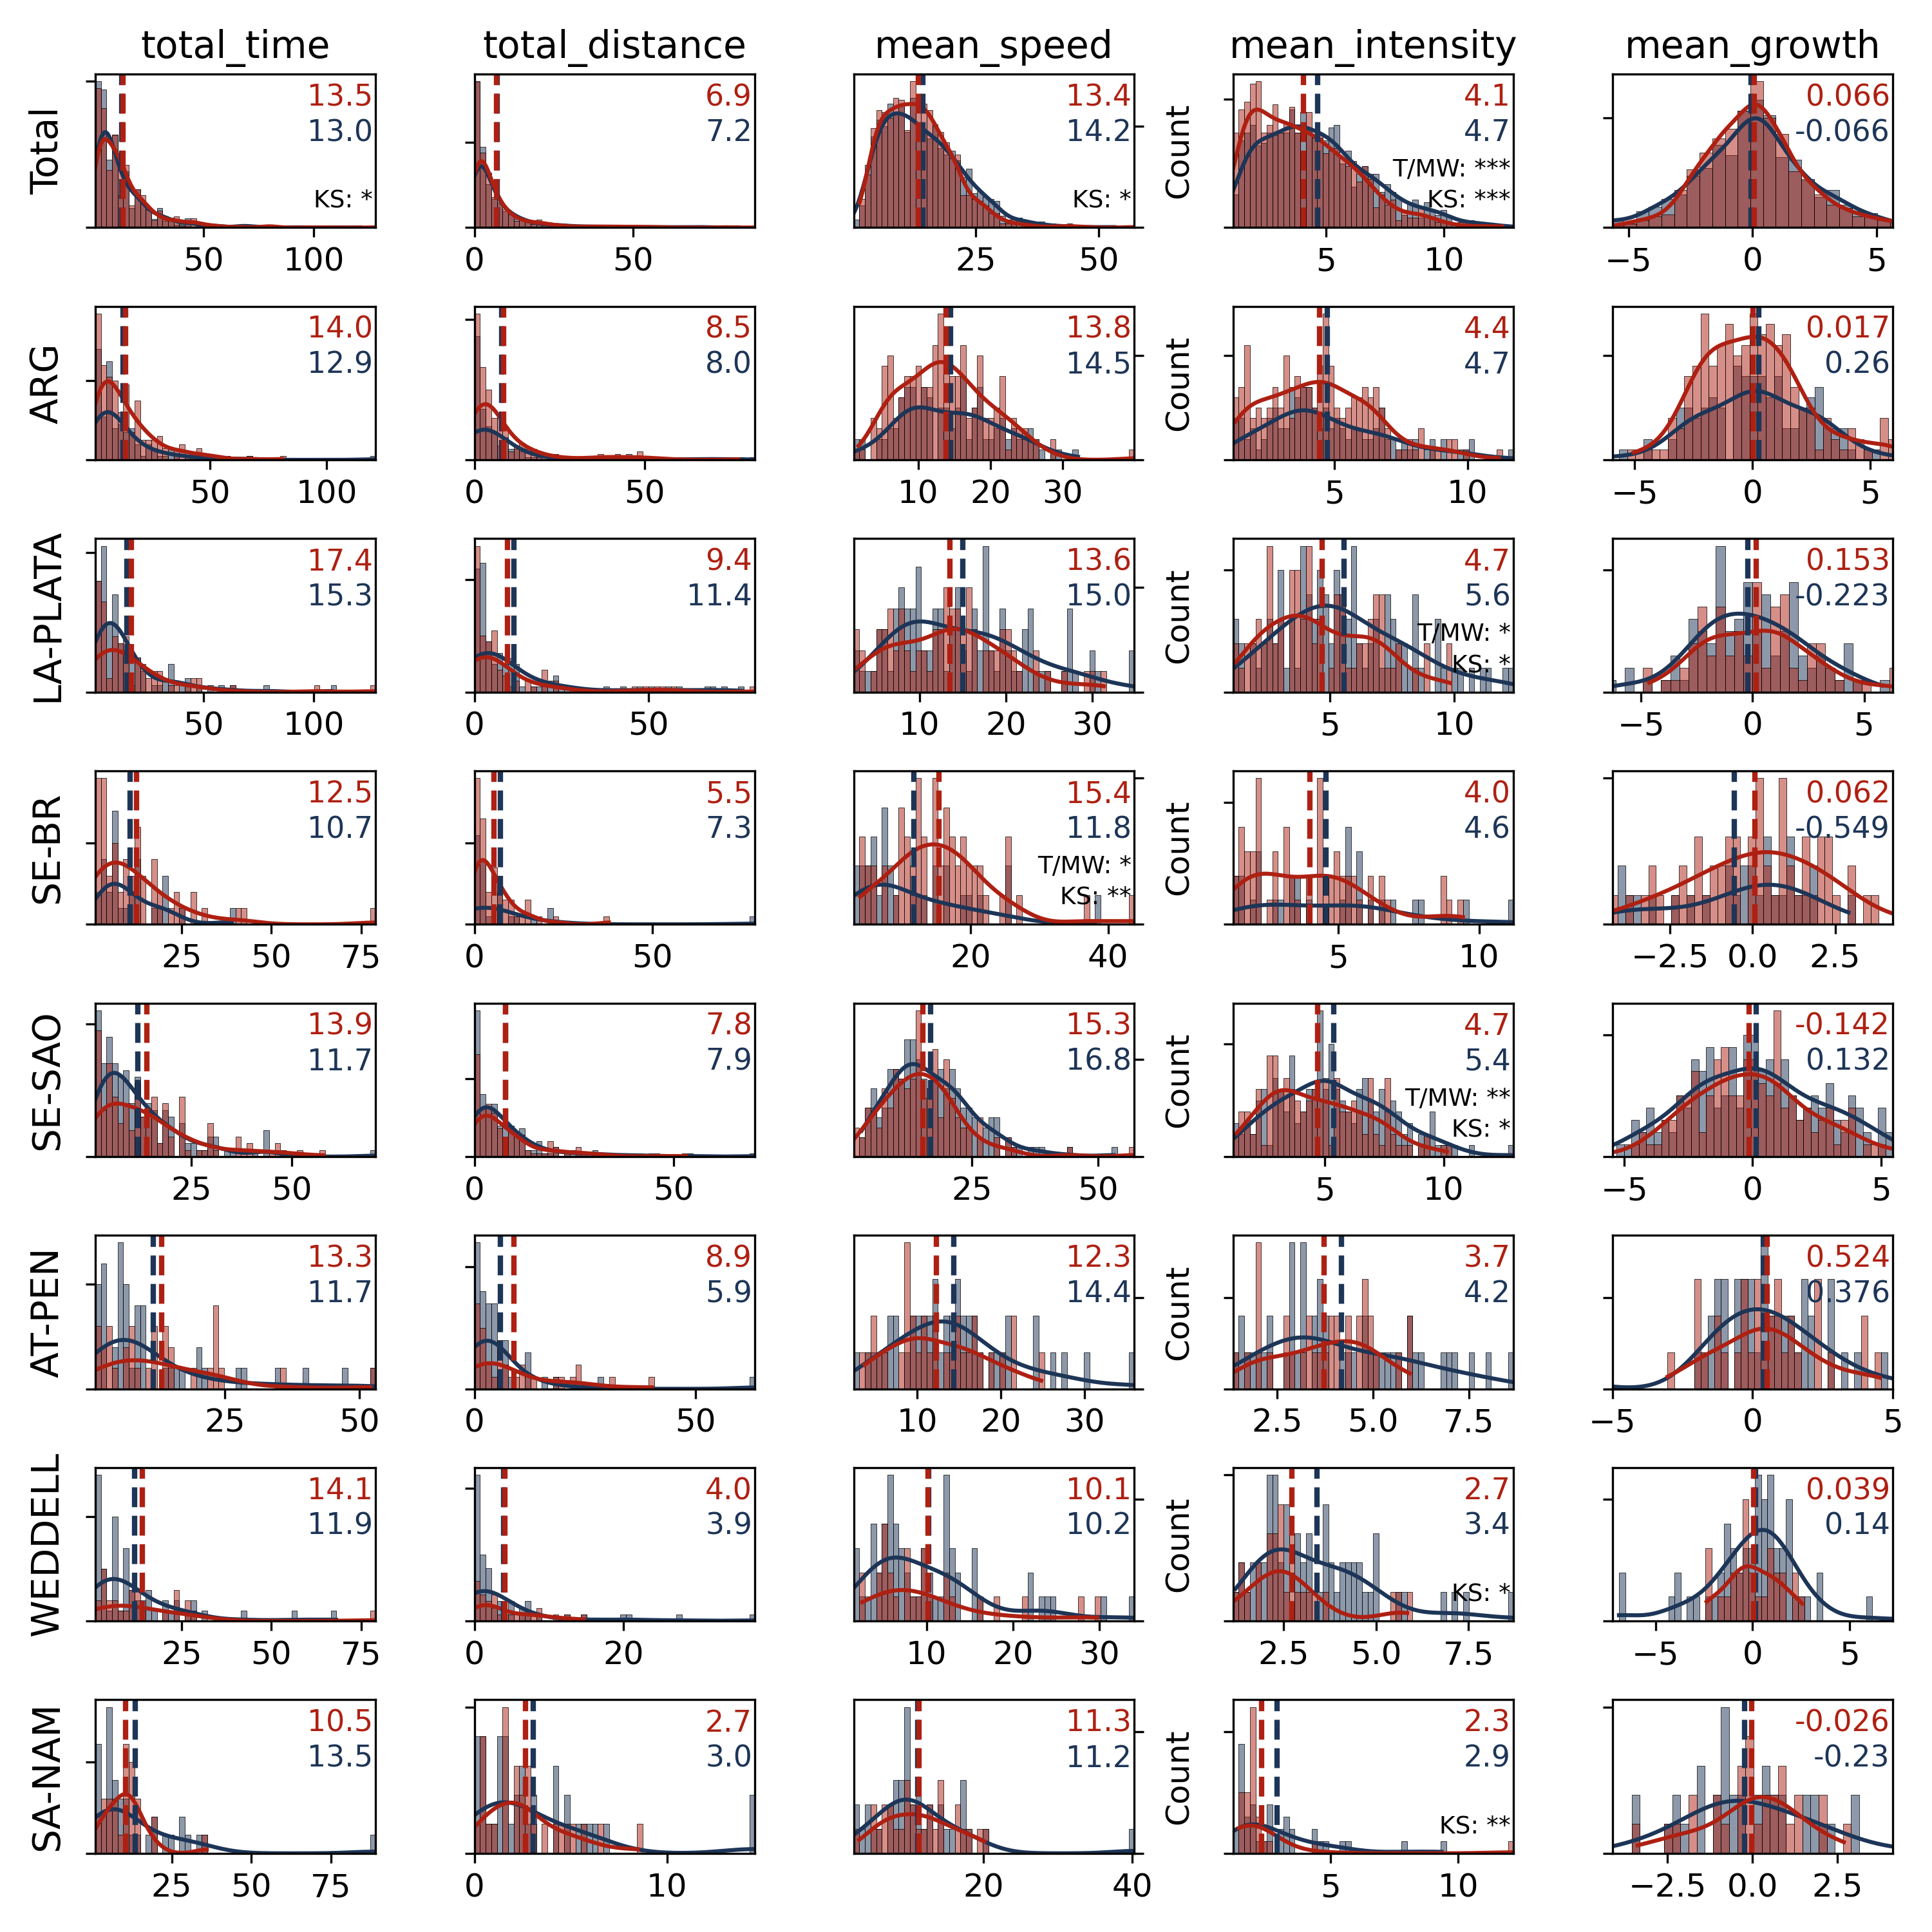 total_time total_distance mean_speed mean_intensity mean_growth
Total
13.5
13.0
KS: *
50 100
6.9
7.2
0 50
13.4
14.2
KS: *
25 50
Count
4.1
4.7
T/MW: ***
KS: ***
5 10
0.066
-0.066
−5 0 5
ARG
14.0
12.9
50 100
8.5
8.0
0 50
13.8
14.5
10 20 30
Count
4.4
4.7
5 10
0.017
0.26
−5 0 5
LA-PLATA
17.4
15.3
50 100
9.4
11.4
0 50
13.6
15.0
10 20 30
Count
4.7
5.6
T/MW: *
KS: *
5 10
0.153
-0.223
−5 0 5
SE-BR
12.5
10.7
25 50 75
5.5
7.3
0 50
15.4
11.8
T/MW: *
KS: **
20 40
Count
4.0
4.6
5 10
0.062
-0.549
−2.5 0.0 2.5
SE-SAO
13.9
11.7
25 50
7.8
7.9
0 50
15.3
16.8
25 50
Count
4.7
5.4
T/MW: **
KS: *
5 10
-0.142
0.132
−5 0 5
AT-PEN
13.3
11.7
25 50
8.9
5.9
0 50
12.3
14.4
10 20 30
Count
3.7
4.2
2.5 5.0 7.5
0.524
0.376
−5 0 5
WEDDELL
14.1
11.9
25 50 75
4.0
3.9
0 20
10.1
10.2
10 20 30
Count
2.7
3.4
KS: *
2.5 5.0 7.5
0.039
0.14
−5 0 5
SA-NAM
10.5
13.5
25 50 75
2.7
3.0
0 10
11.3
11.2
20 40
Count
2.3
2.9
KS: **
5 10
-0.026
-0.23
−2.5 0.0 2.5